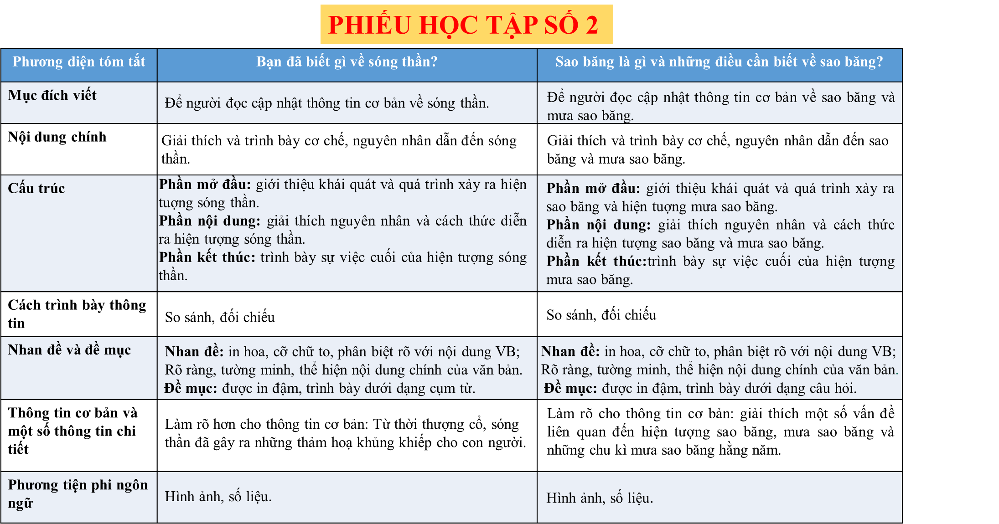 PHIẾU HỌC TẬP SỐ 2
Phương diện tóm tắt
Bạn đã biết gì về sóng thần?
Sao băng là gì và những điều cần biết về sao băng?
Mục đích viết
Để người đọc cập nhật thông tin cơ bản về sóng thần.
Để người đọc cập nhật thông tin cơ bản về sao băng và
mưa sao băng.
Nội dung chính
Giải thích và trình bày cơ chế, nguyên nhân dẫn đến sóng
thần.
Giải thích và trình bày cơ chế, nguyên nhân dẫn đến sao
băng và mưa sao băng.
Cấu trúc
Phần mở đầu: giới thiệu khái quát và quá trình xảy ra hiện
tuợng sóng thần.
Phần nội dung: giải thích nguyên nhân và cách thức diễn
ra hiện tượng sóng thần.
Phần kết thúc: trình bày sự việc cuối của hiện tượng sóng
thần.
Phần mở đầu: giới thiệu khái quát và quá trình xảy ra
sao băng và hiện tuợng mưa sao băng.
Phần nội dung: giải thích nguyên nhân và cách thức
diễn ra hiện tượng sao băng và mưa sao băng.
Phần kết thúc:trình bày sự việc cuối của hiện tượng
mưa sao băng.
Cách trình bày thông
tin
So sánh, đối chiếu
So sánh, đối chiếu
Nhan đề và đề mục
Nhan đề: in hoa, cỡ chữ to, phân biệt rõ với nội dung VB;
Rõ ràng, tường minh, thể hiện nội dung chính của văn bản.
Đề mục: được in đậm, trình bày dưới dạng cụm từ.
Nhan đề: in hoa, cỡ chữ to, phân biệt rõ với nội dung VB;
Rõ ràng, tường minh, thể hiện nội dung chính của văn bản.
Đề mục: được in đậm, trình bày dưới dạng câu hỏi.
Thông tin cơ bản và
một số thông tin chi
tiết
Làm rõ hơn cho thông tin cơ bản: Từ thời thượng cổ, sóng
thần đã gây ra những thảm hoạ khủng khiếp cho con người.
Làm rõ cho thông tin cơ bản: giải thích một số vấn đề
liên quan đến hiện tượng sao băng, mưa sao băng và
những chu kì mưa sao băng hằng năm.
Phương tiện phi ngôn
ngữ
Hình ảnh, số liệu.
Hình ảnh, số liệu.